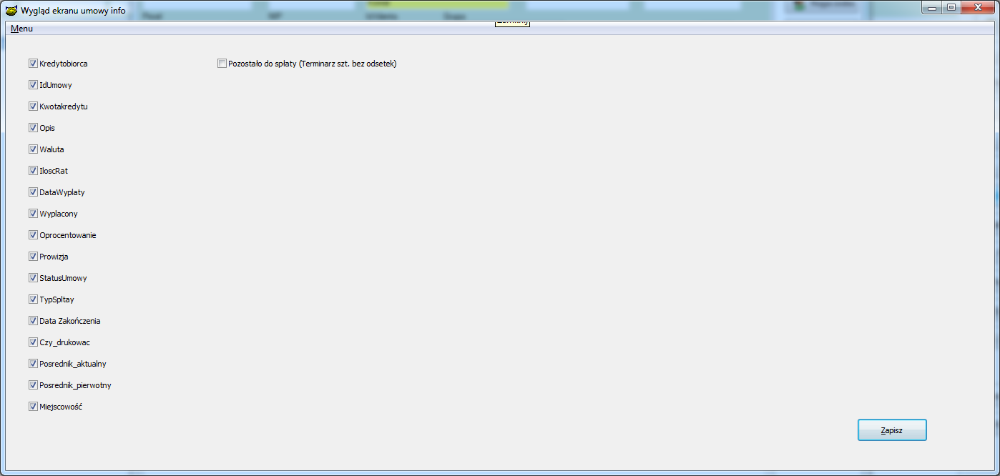 Wygląd ekranu umowy info
Menu
Kredytobiorca
Pozostało do spłaty (Terminarz szt. bez odsetek)
IdUmowy
Kwotakredytu
Opis
Waluta
IloscRat
DataWyplaty
Wyplacony
Oprocentowanie
Prowizja
StatusUmowy
TypSpltay
Data Zakończenia
Czy_drukowac
Posrednik_aktualny
Posrednik_pierwotny
Miejscowość
Zapisz